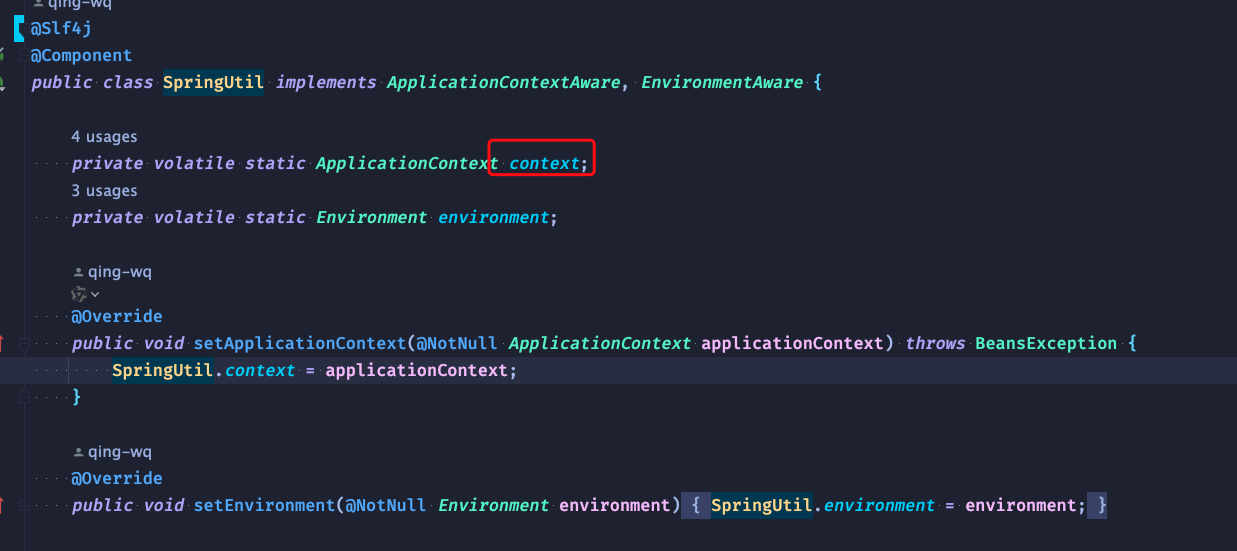 qing-wq
@Slf4j
@Component
public class SpringUtil implements ApplicationContextAware, EnvironmentAware {
4 usages
private volatile static ApplicationContext context;
3 usages
private volatile static Environment environment;
qing-wq
@Override
public void setApplicationContext(@NotNull ApplicationContext applicationContext) throws BeansException {
SpringUtil.context = applicationContext;
}
qing-wq
@Override
public void setEnvironment(@NotNull Environment environment) { SpringUtil.environment = environment; }